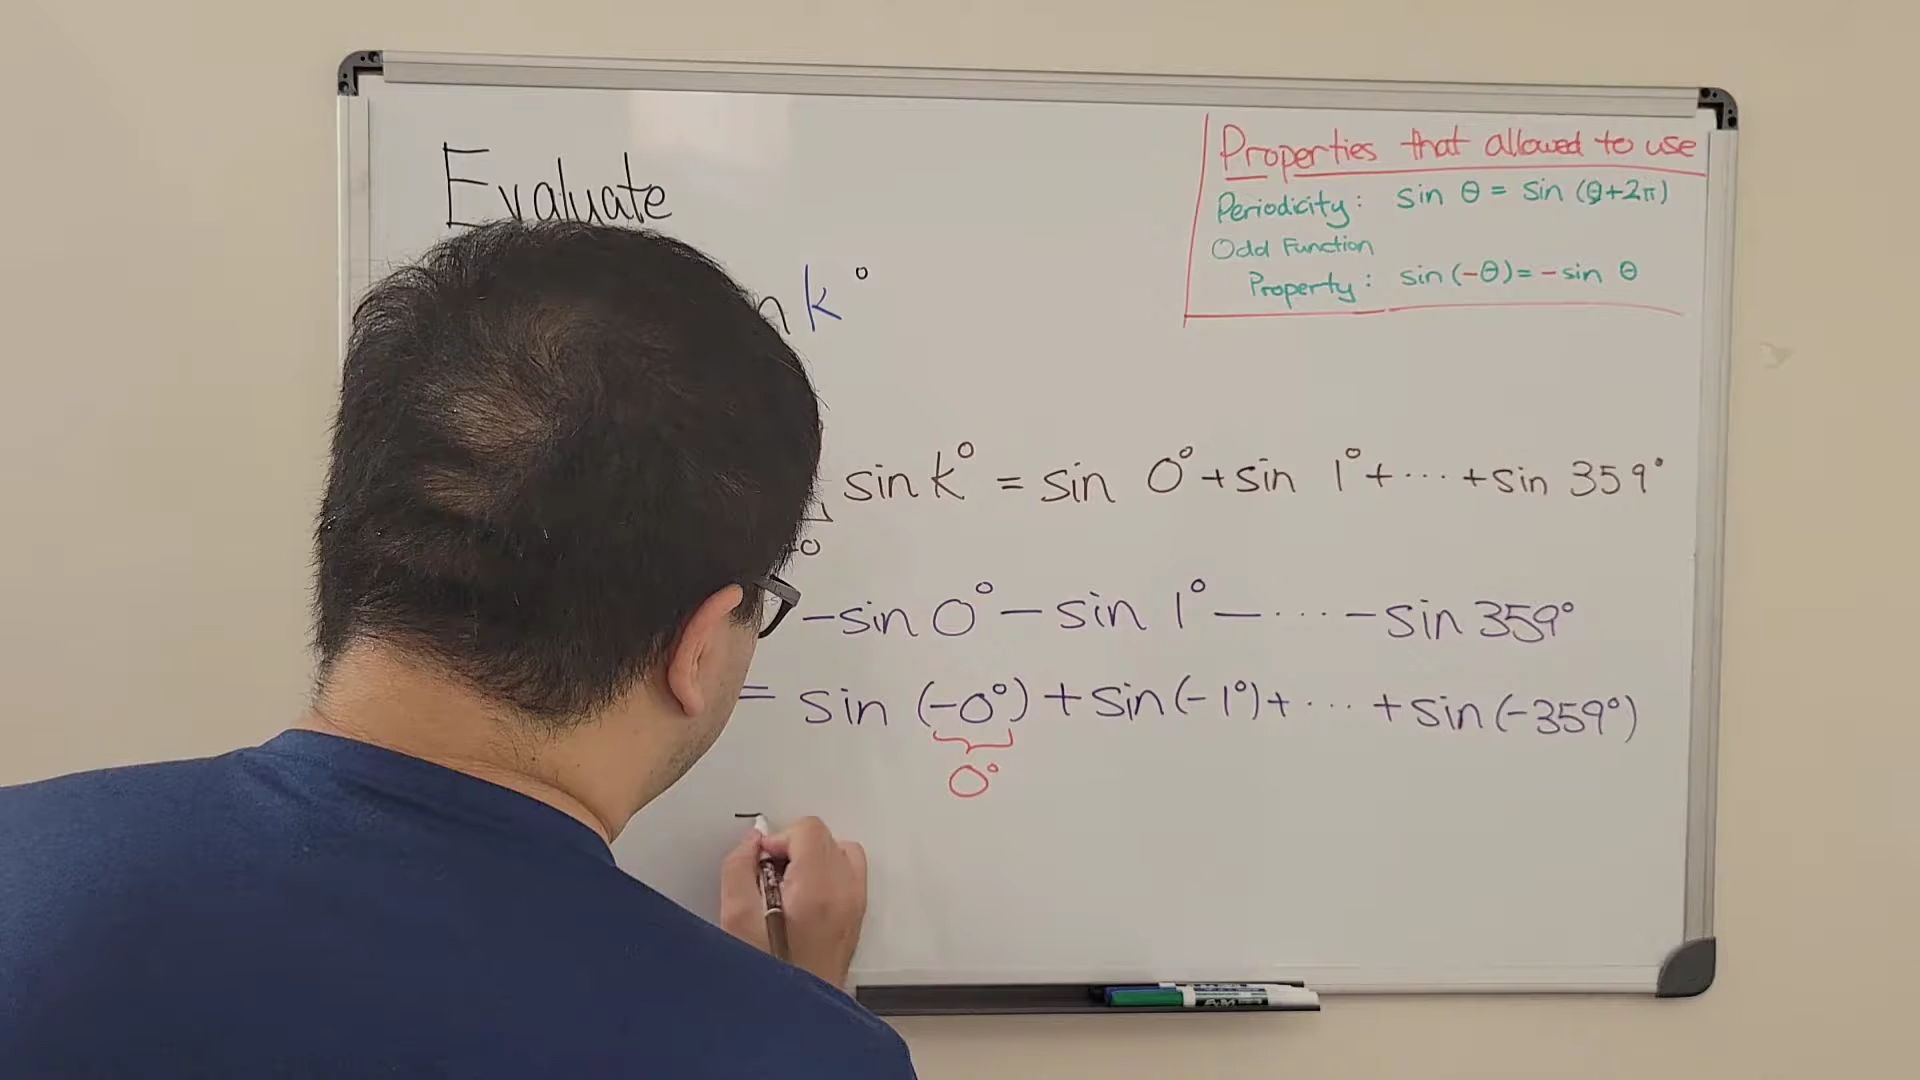 Evaluate
k°
Properties that allowed to use
Periodicity: sin θ = sin (θ+2π)
Odd Function
Property: sin (-θ) = - sin θ
sin k° = sin 0° + sin 1° + ... + sin 359°
0
- sin 0° - sin 1° - ... - sin 359°
= sin (-0°) + sin (-1°) + ... + sin (-359°)
0°